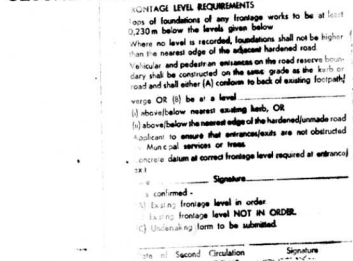 FRONTAGE LEVEL REQUIREMENTS
Tops of foundations of any frontage works to be at least
0,230 m below the levels given below
Where no level is recorded, foundations shall not be higher
than the nearest edge of the adjacent hardened road.
Vehicular and pedestrian entrances on the road reserve boun-
dary shall be constructed on the same grade as the kerb or
road and shall either (A) conform to back of existing footpath/
verge OR (B) be at a level
(i) above/below nearest existing kerb, OR
(ii) above/below the nearest edge of the hardened/unmade road
Applicant to ensure that entrances/exits are not obstructed
Municipal services or trees.
concrete datum at correct frontage level required at entrance/
exit
Signature
confirmed -
A) Existing frontage level in order.
Existing frontage level NOT IN ORDER.
C) Undertaking form to be submitted.
Second Circulation Signature